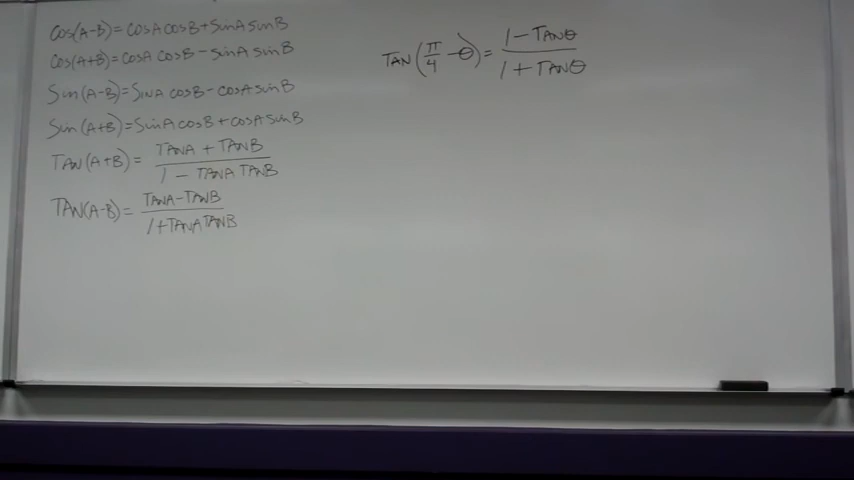 Cos(A-B) = cosA cosB + sinA sinB
Cos(A+B) = cosA cosB - sinA sinB
Sin(A-B) = SinA cosB - cosA sinB
Sin(A+B) = SinA cosB + cosA sinB
TAN(A+B) = (TANA + TANB) / (1 - TANA TANB)
TAN(A-B) = (TANA - TANB) / (1 + TANA TANB)
TAN(π/4 - θ) = (1 - TANθ) / (1 + TANθ)